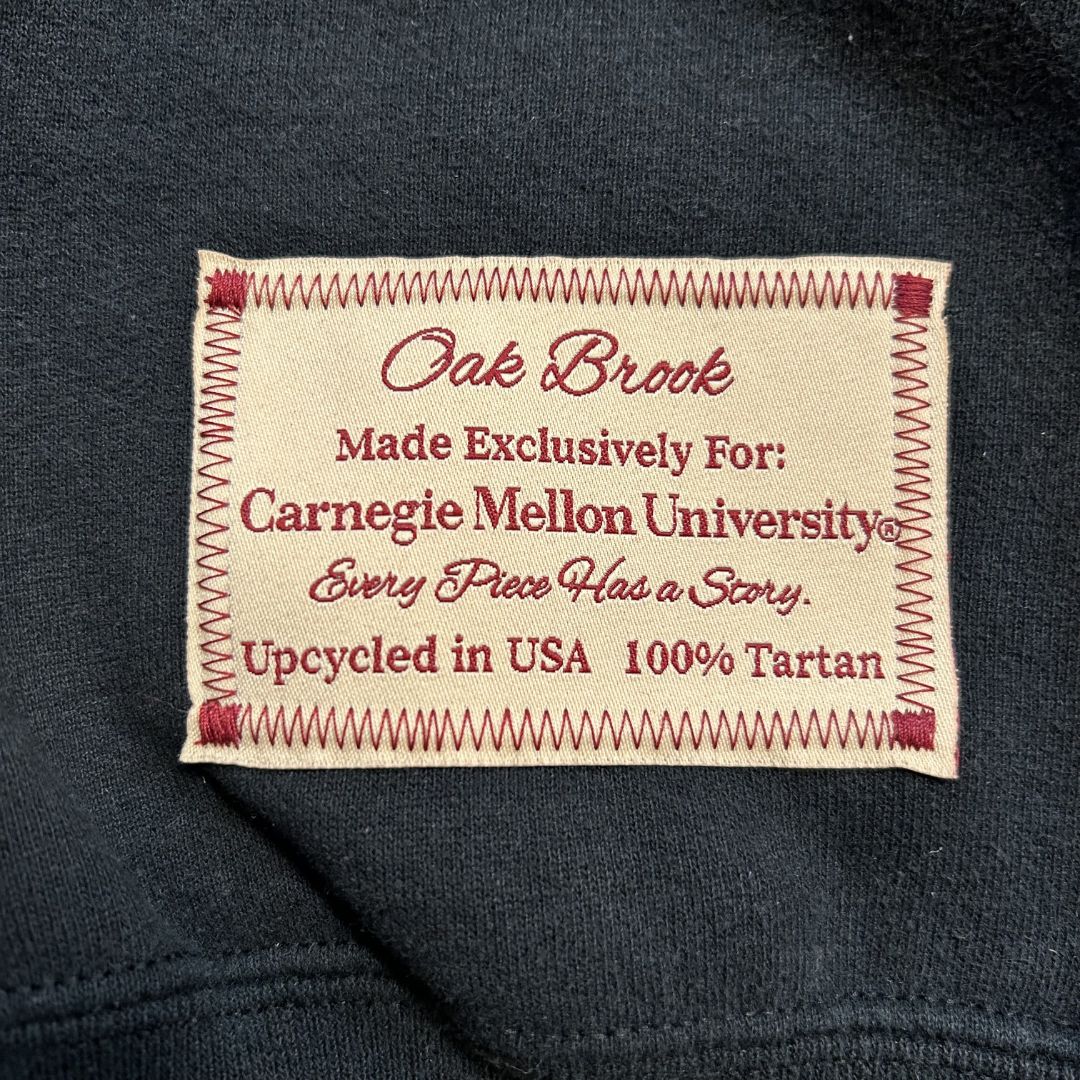 Oak Brook
Made Exclusively For:
Carnegie Mellon University®
Every Piece Has a Story.
Upcycled in USA 100% Tartan